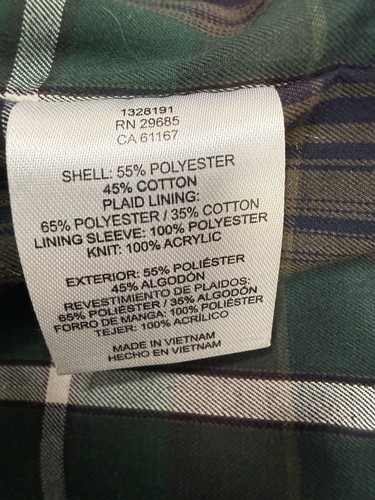 1328191
RN 29685
CA 61167
SHELL: 55% POLYESTER
45% COTTON
PLAID LINING:
65% POLYESTER / 35% COTTON
LINING SLEEVE: 100% POLYESTER
KNIT: 100% ACRYLIC
EXTERIOR: 55% POLIÉSTER
45% ALGODÓN
REVESTIMIENTO DE PLAIDOS:
65% POLIÉSTER / 35% ALGODÓN
FORRO DE MANGA: 100% POLIÉSTER
TEJER: 100% ACRÍLICO
MADE IN VIETNAM
HECHO EN VIETNAM